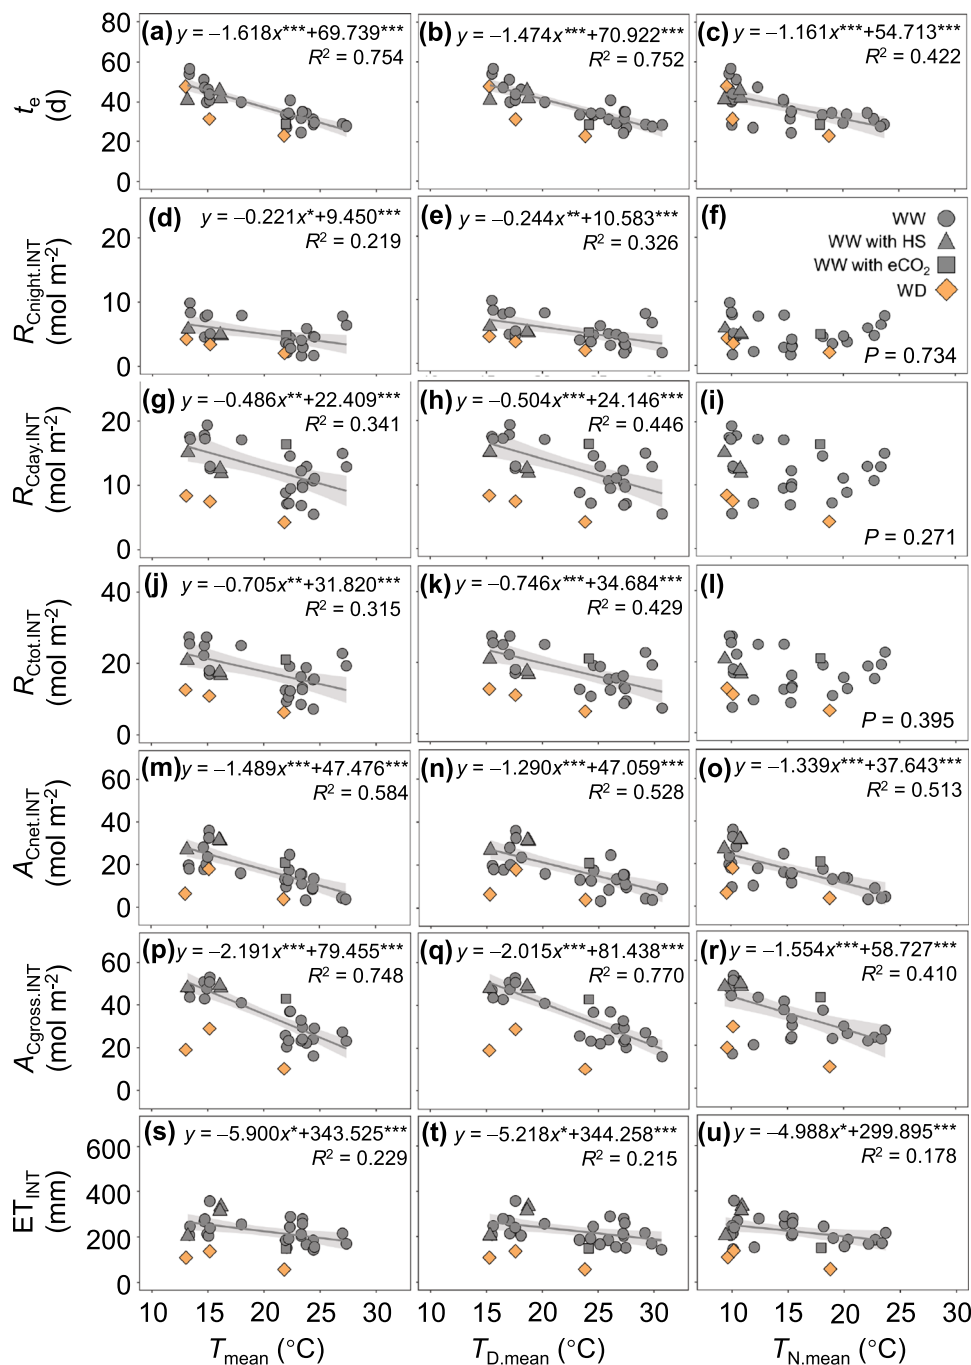 (a) y = −1.618x***+69.739***
R² = 0.754
(b) y = −1.474x***+70.922***
R² = 0.752
(c) y = −1.161x***+54.713***
R² = 0.422
80
60
40
20
0
tₑ
(d)
(d) y = −0.221x*+9.450***
R² = 0.219
(e) y = −0.244x**+10.583***
R² = 0.326
(f)
WW
WW with HS
WW with eCO₂
WD
P = 0.734
20
10
0
RCnight.INT
(mol m-²)
(g) y = −0.486x**+22.409***
R² = 0.341
(h) y = −0.504x***+24.146***
R² = 0.446
(i)
P = 0.271
20
10
0
RCday.INT
(mol m-²)
(j) y = −0.705x**+31.820***
R² = 0.315
(k) y = −0.746x***+34.684***
R² = 0.429
(l)
P = 0.395
40
20
0
RCtot.INT
(mol m-²)
(m) y = −1.489x***+47.476***
R² = 0.584
(n) y = −1.290x***+47.059***
R² = 0.528
(o) y = −1.339x***+37.643***
R² = 0.513
60
40
20
0
ACnet.INT
(mol m-²)
(p) y = −2.191x***+79.455***
R² = 0.748
(q) y = −2.015x***+81.438***
R² = 0.770
(r) y = −1.554x***+58.727***
R² = 0.410
60
40
20
0
ACgross.INT
(mol m-²)
(s) y = −5.900x*+343.525***
R² = 0.229
(t) y = −5.218x*+344.258***
R² = 0.215
(u) y = −4.988x*+299.895***
R² = 0.178
600
400
200
0
ETINT
(mm)
10 15 20 25 30
10 15 20 25 30
10 15 20 25 30
Tmean (°C)
TD.mean (°C)
TN.mean (°C)